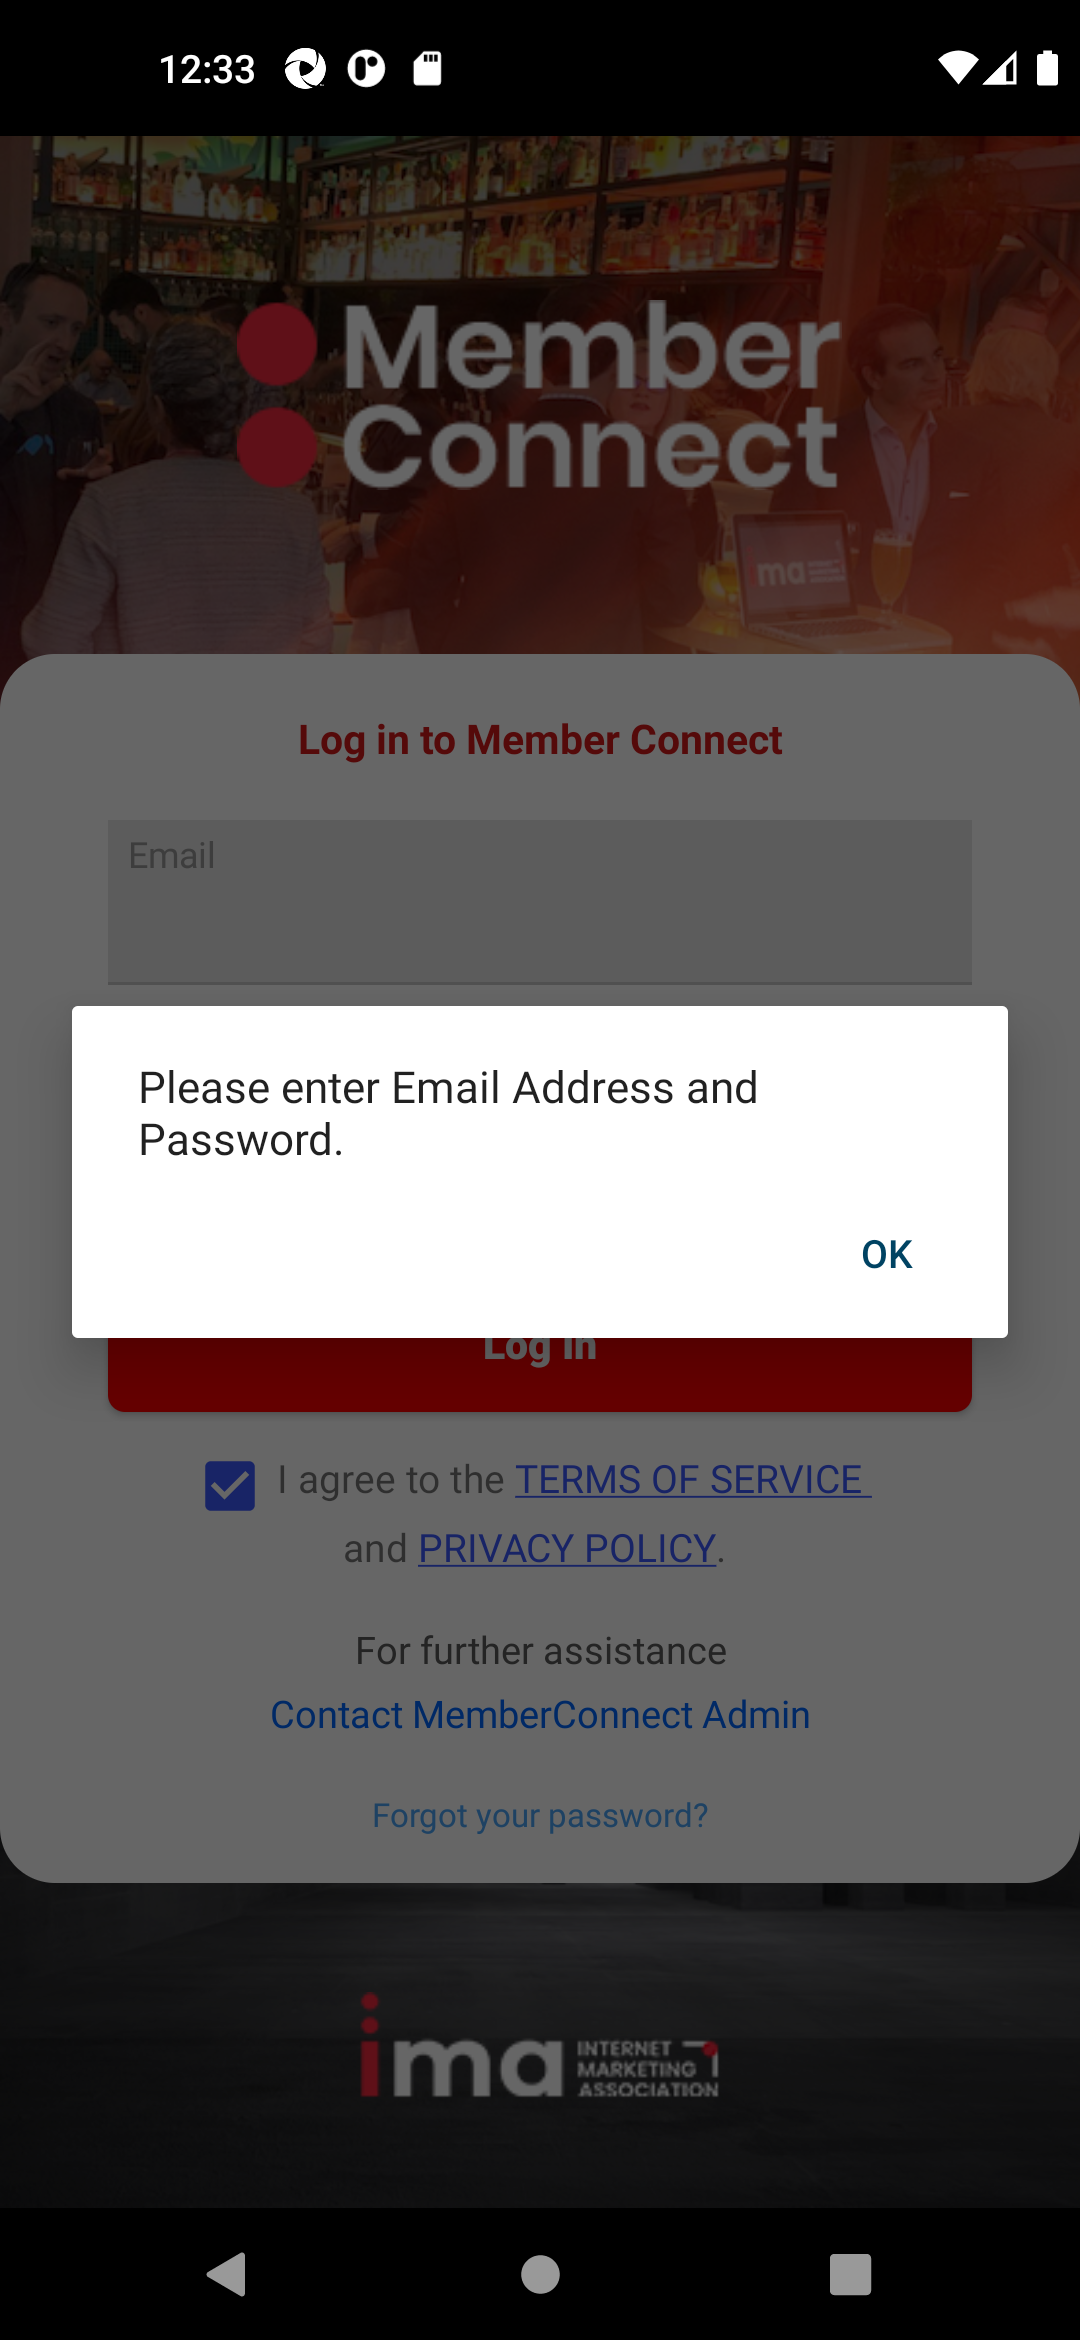 12:33
Member
Connect
ima
Log in to Member Connect
Email
Please enter Email Address and
Password.
OK
Log in
I agree to the TERMS OF SERVICE
and PRIVACY POLICY.
For further assistance
Contact MemberConnect Admin
Forgot your password?
ima INTERNET
MARKETING
ASSOCIATION